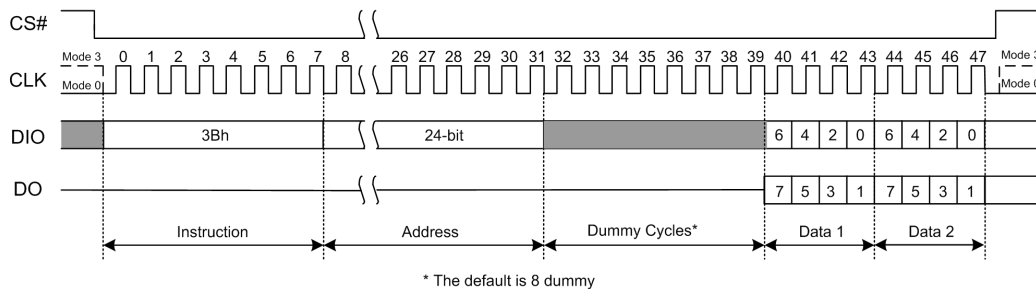 CS#
Mode 3 0 1 2 3 4 5 6 7 8 26 27 28 29 30 31 32 33 34 35 36 37 38 39 40 41 42 43 44 45 46 47 Mode 3
CLK
Mode 0 Mode 0
DIO 3Bh 24-bit 6 4 2 0 6 4 2 0
DO 7 5 3 1 7 5 3 1
Instruction Address Dummy Cycles* Data 1 Data 2
* The default is 8 dummy